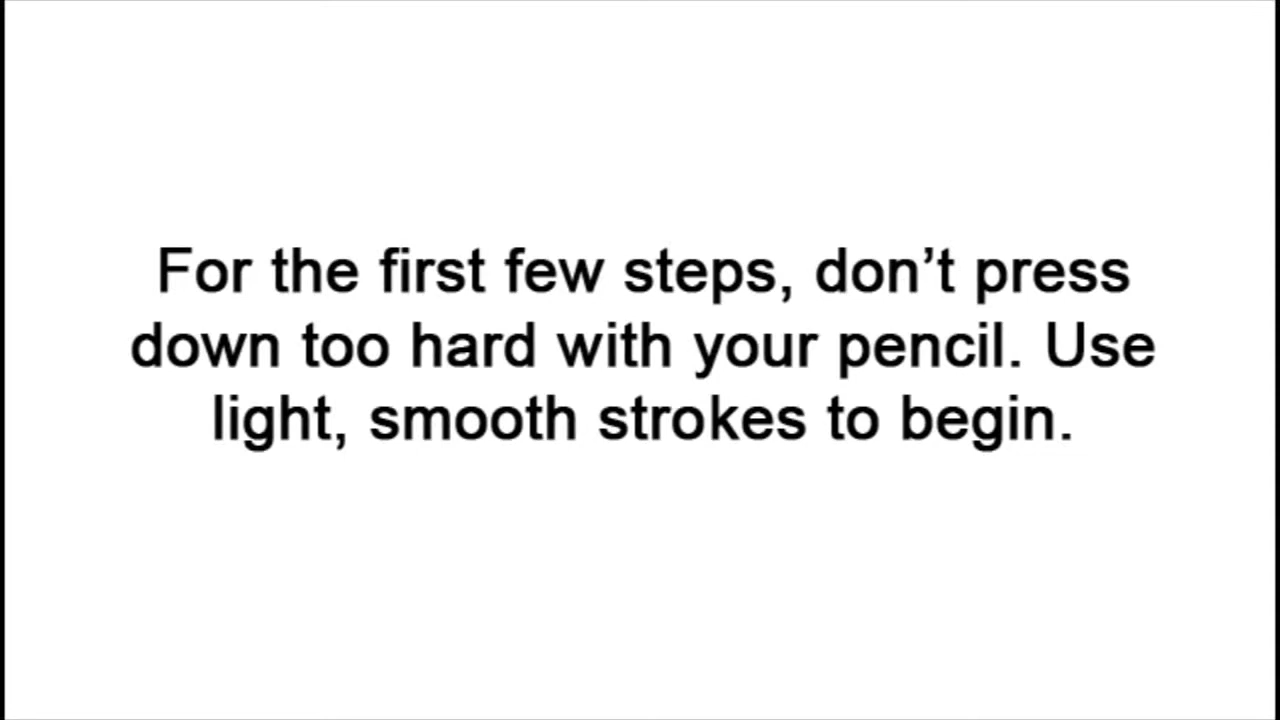 For the first few steps, don’t press
down too hard with your pencil. Use
light, smooth strokes to begin.